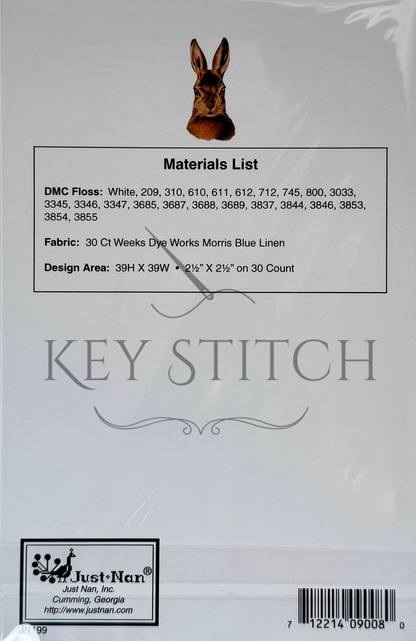 Materials List
DMC Floss: White, 209, 310, 610, 611, 612, 712, 745, 800, 3033,
3345, 3346, 3347, 3685, 3687, 3688, 3689, 3837, 3844, 3846, 3853,
3854, 3855
Fabric: 30 Ct Weeks Dye Works Morris Blue Linen
Design Area: 39H X 39W • 2½” X 2½” on 30 Count
KEY STITCH
Just•Nan®
Just Nan, Inc.
Cumming, Georgia
http://www.justnan.com
JN199
7 12214 09008 0